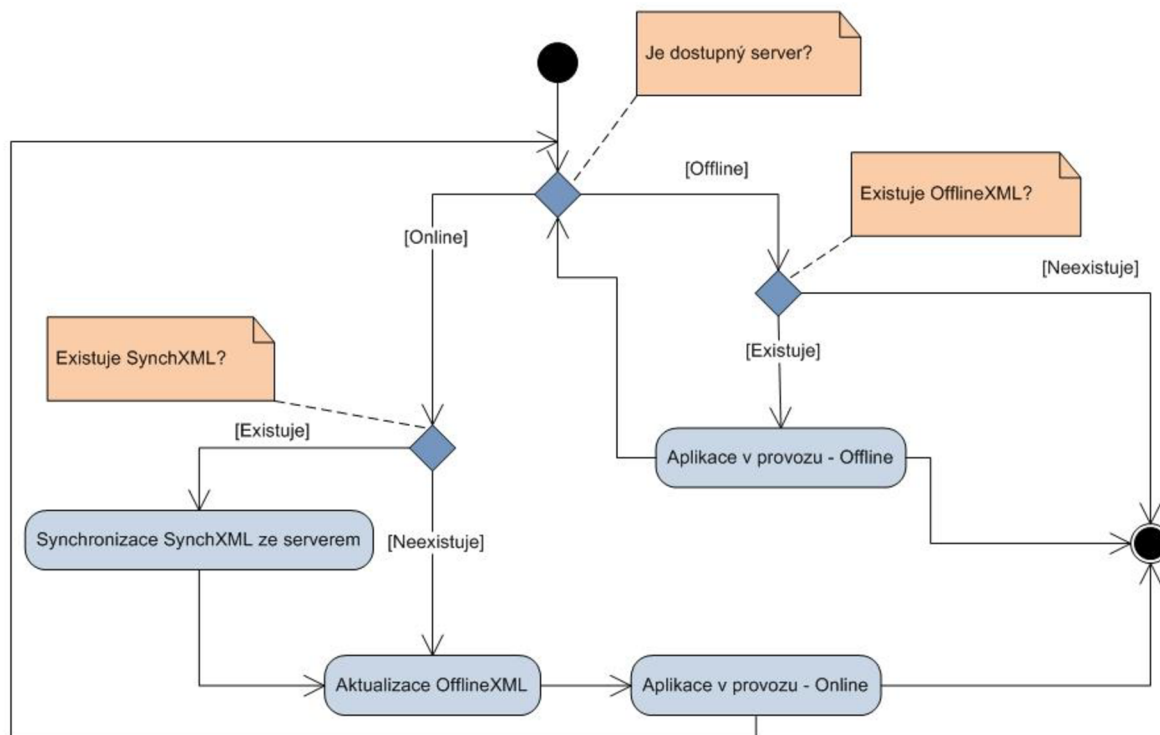 Je dostupný server?
[Offline]
Existuje OfflineXML?
[Online]
[Neexistuje]
Existuje SynchXML?
[Existuje]
[Existuje]
Aplikace v provozu - Offline
Synchronizace SynchXML ze serverem
[Neexistuje]
Aktualizace OfflineXML
Aplikace v provozu - Online